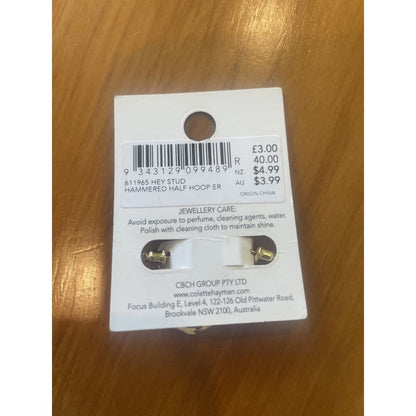 £3.00
R 40.00
NZ $4.99
AU $3.99
9 343129 099489
611965 HEY STUD
HAMMERED HALF HOOP ER
ORIGIN CHINA
JEWELLERY CARE:
Avoid exposure to perfume, cleaning agents, water.
Polish with cleaning cloth to maintain shine.
CBCH GROUP PTY LTD
www.colettehayman.com
Focus Building E, Level 4, 122-126 Old Pittwater Road,
Brookvale NSW 2100, Australia